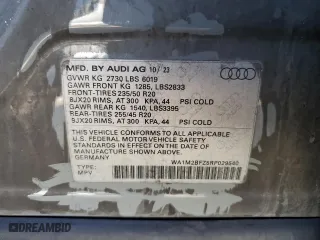 MFD. BY AUDI AG 10/23
GVWR KG 2730 LBS 6019
GAWR FRONT KG 1285, LBS2833
FRONT-TIRES 235/50 R20
8JX20 RIMS, AT 300 KPA, 44 PSI COLD
GAWR REAR KG 1540, LBS3395
REAR-TIRES 255/45 R20
9JX20 RIMS, AT 300 KPA, 44 PSI COLD
THIS VEHICLE CONFORMS TO ALL APPLICABLE
U.S. FEDERAL MOTOR VEHICLE SAFETY STANDARDS
IN EFFECT ON THE DATE OF MANUFACTURE
SHOWN ABOVE.
GERMANY
TYPE: MPV